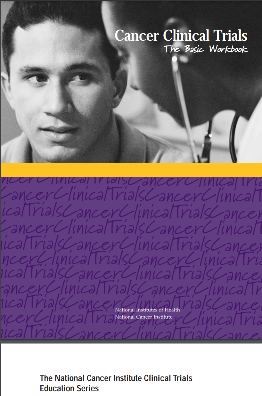 Cancer Clinical Trials
The Basic Workbook
National Institutes of Health
National Cancer Institute
The National Cancer Institute Clinical Trials
Education Series